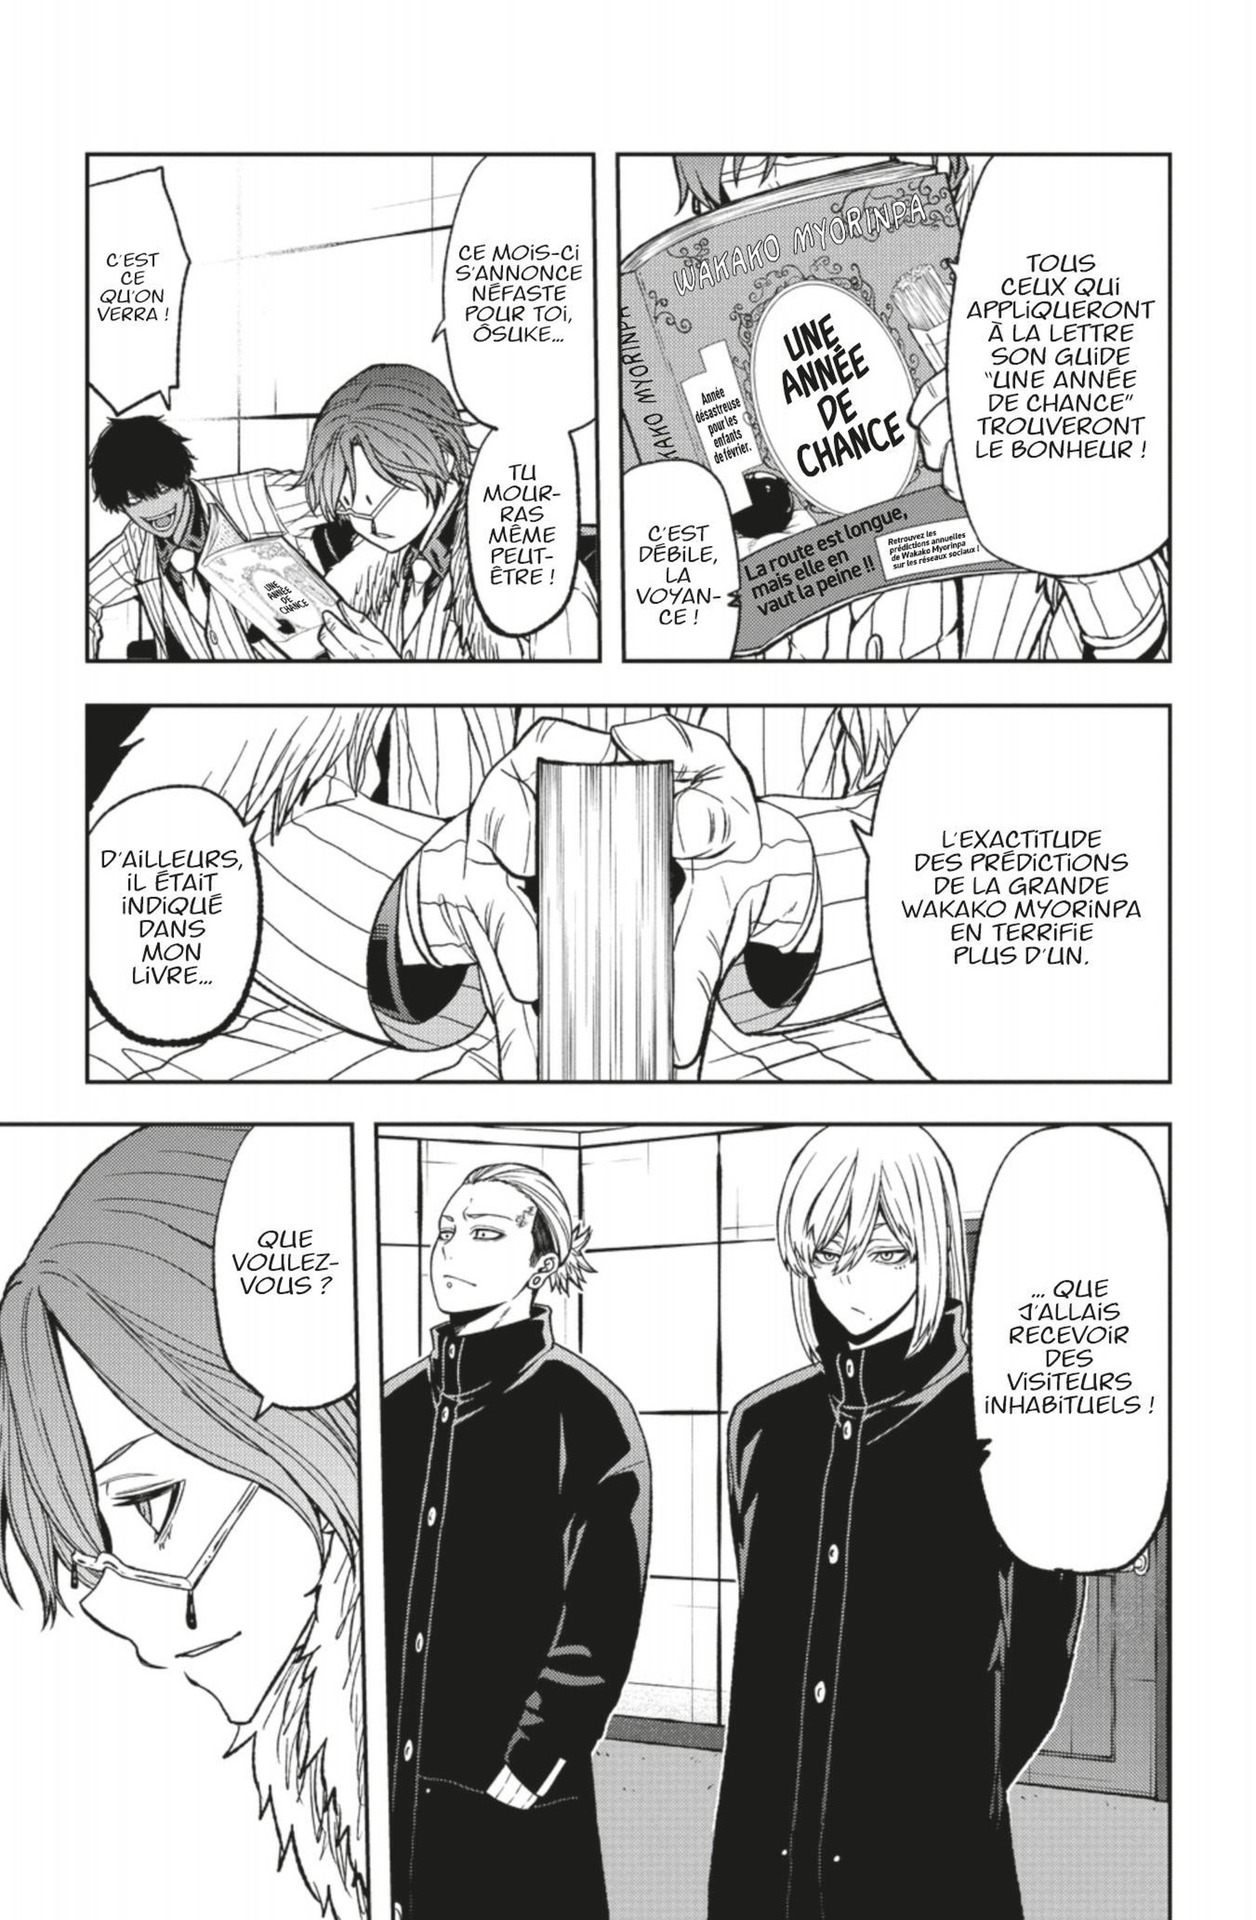 TOUS
CEUX QUI
APPLIQUERONT
À LA LETTRE
SON GUIDE
“UNE ANNÉE
DE CHANCE”
TROUVERONT
LE BONHEUR !
WAKAKO MYORINPA
WAKAKO MYORINPA
UNE
ANNÉE
DE
CHANCE
Année
désastreuse
pour les
enfants
de février.
La route est longue,
mais elle en
vaut la peine !!
Retrouvez les
prédictions annuelles
de Wakako Myorinpa
sur les réseaux sociaux !
C'EST
DÉBILE,
LA
VOYAN-
CE !
CE MOIS-CI
S'ANNONCE
NÉFASTE
POUR TOI,
ÔSUKE...
TU
MOUR-
RAS
MÊME
PEUT-
ÊTRE !
C'EST
CE
QU'ON
VERRA !
UNE
ANNÉE
DE
CHANCE
L'EXACTITUDE
DES PRÉDICTIONS
DE LA GRANDE
WAKAKO MYORINPA
EN TERRIFIE
PLUS D'UN.
D'AILLEURS,
IL ÉTAIT
INDIQUÉ
DANS
MON
LIVRE...
... QUE
J'ALLAIS
RECEVOIR
DES
VISITEURS
INHABITUELS !
QUE
VOULEZ-
VOUS ?